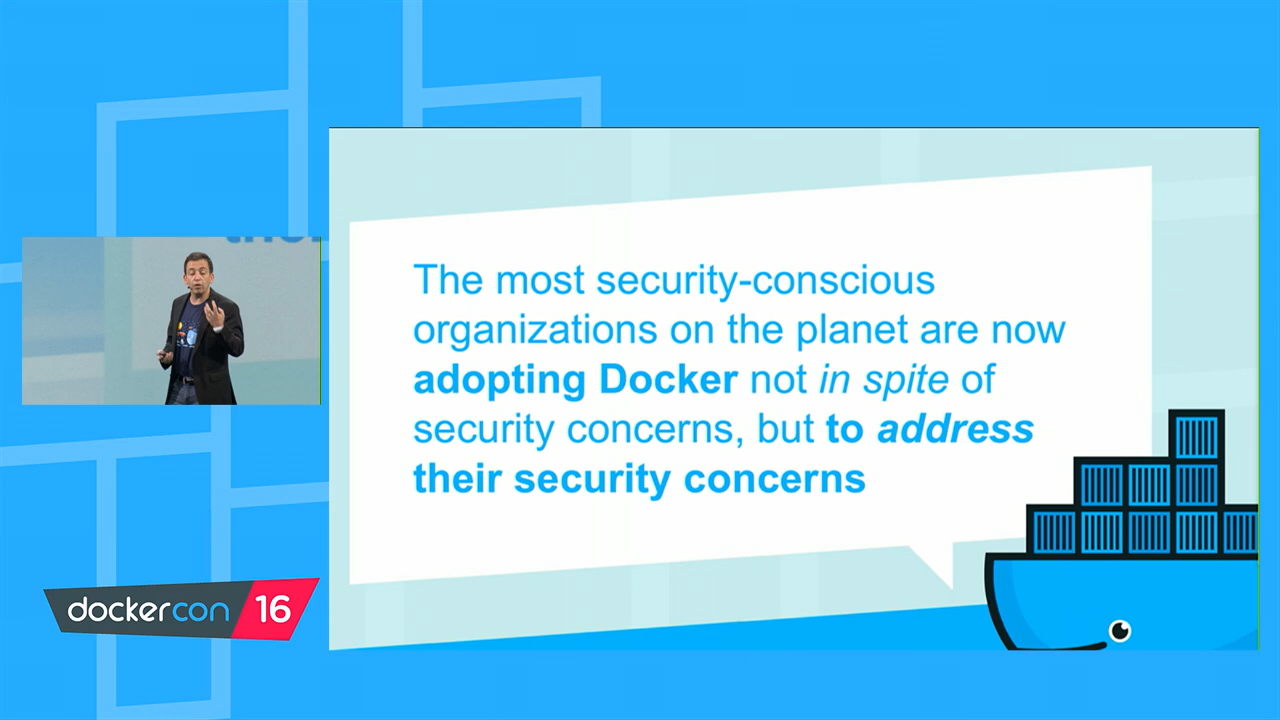 The most security-conscious
organizations on the planet are now
adopting Docker not in spite of
security concerns, but to address
their security concerns
dockercon 16